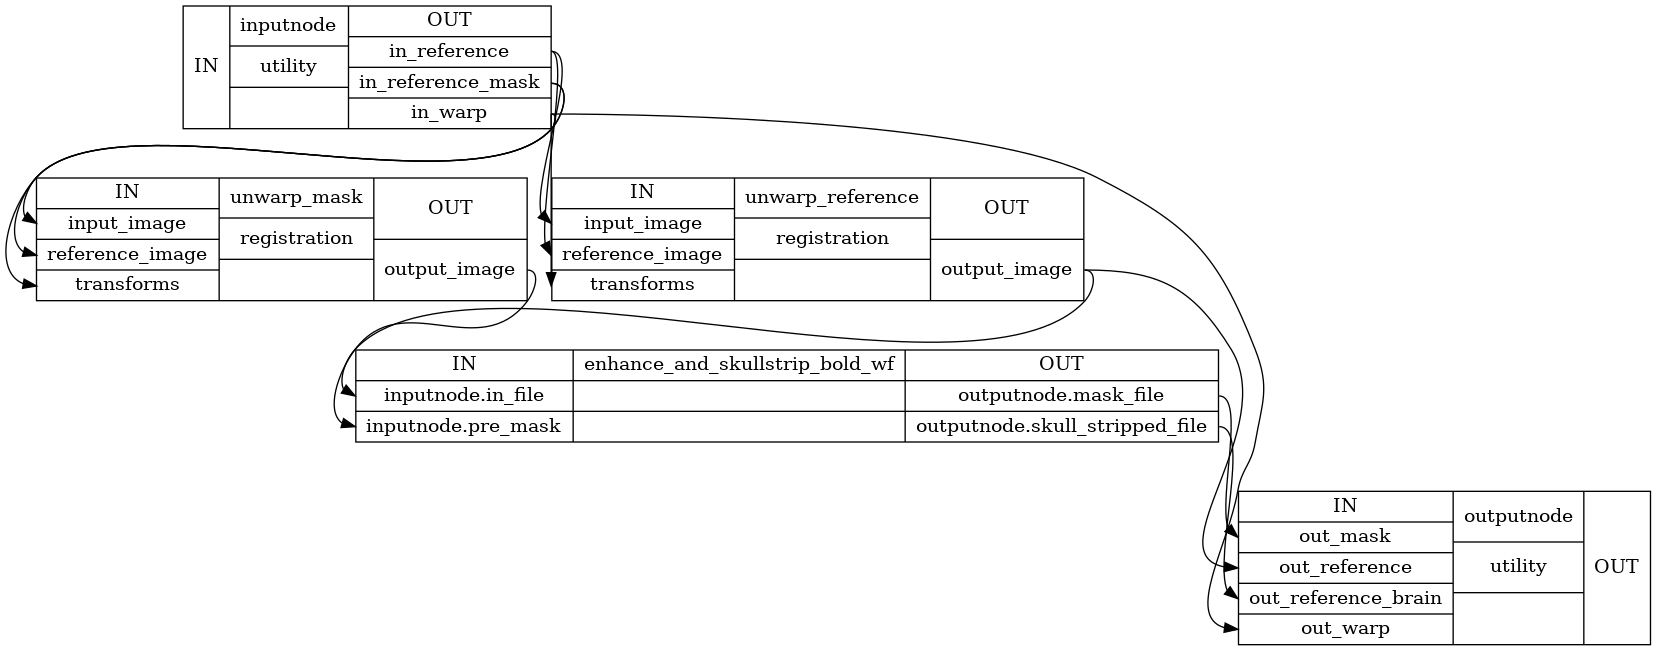 IN
inputnode
utility
OUT
in_reference
in_reference_mask
in_warp
IN
input_image
reference_image
transforms
unwarp_mask
registration
OUT
output_image
IN
input_image
reference_image
transforms
unwarp_reference
registration
OUT
output_image
IN
inputnode.in_file
inputnode.pre_mask
enhance_and_skullstrip_bold_wf
OUT
outputnode.mask_file
outputnode.skull_stripped_file
IN
out_mask
out_reference
out_reference_brain
out_warp
outputnode
utility
OUT